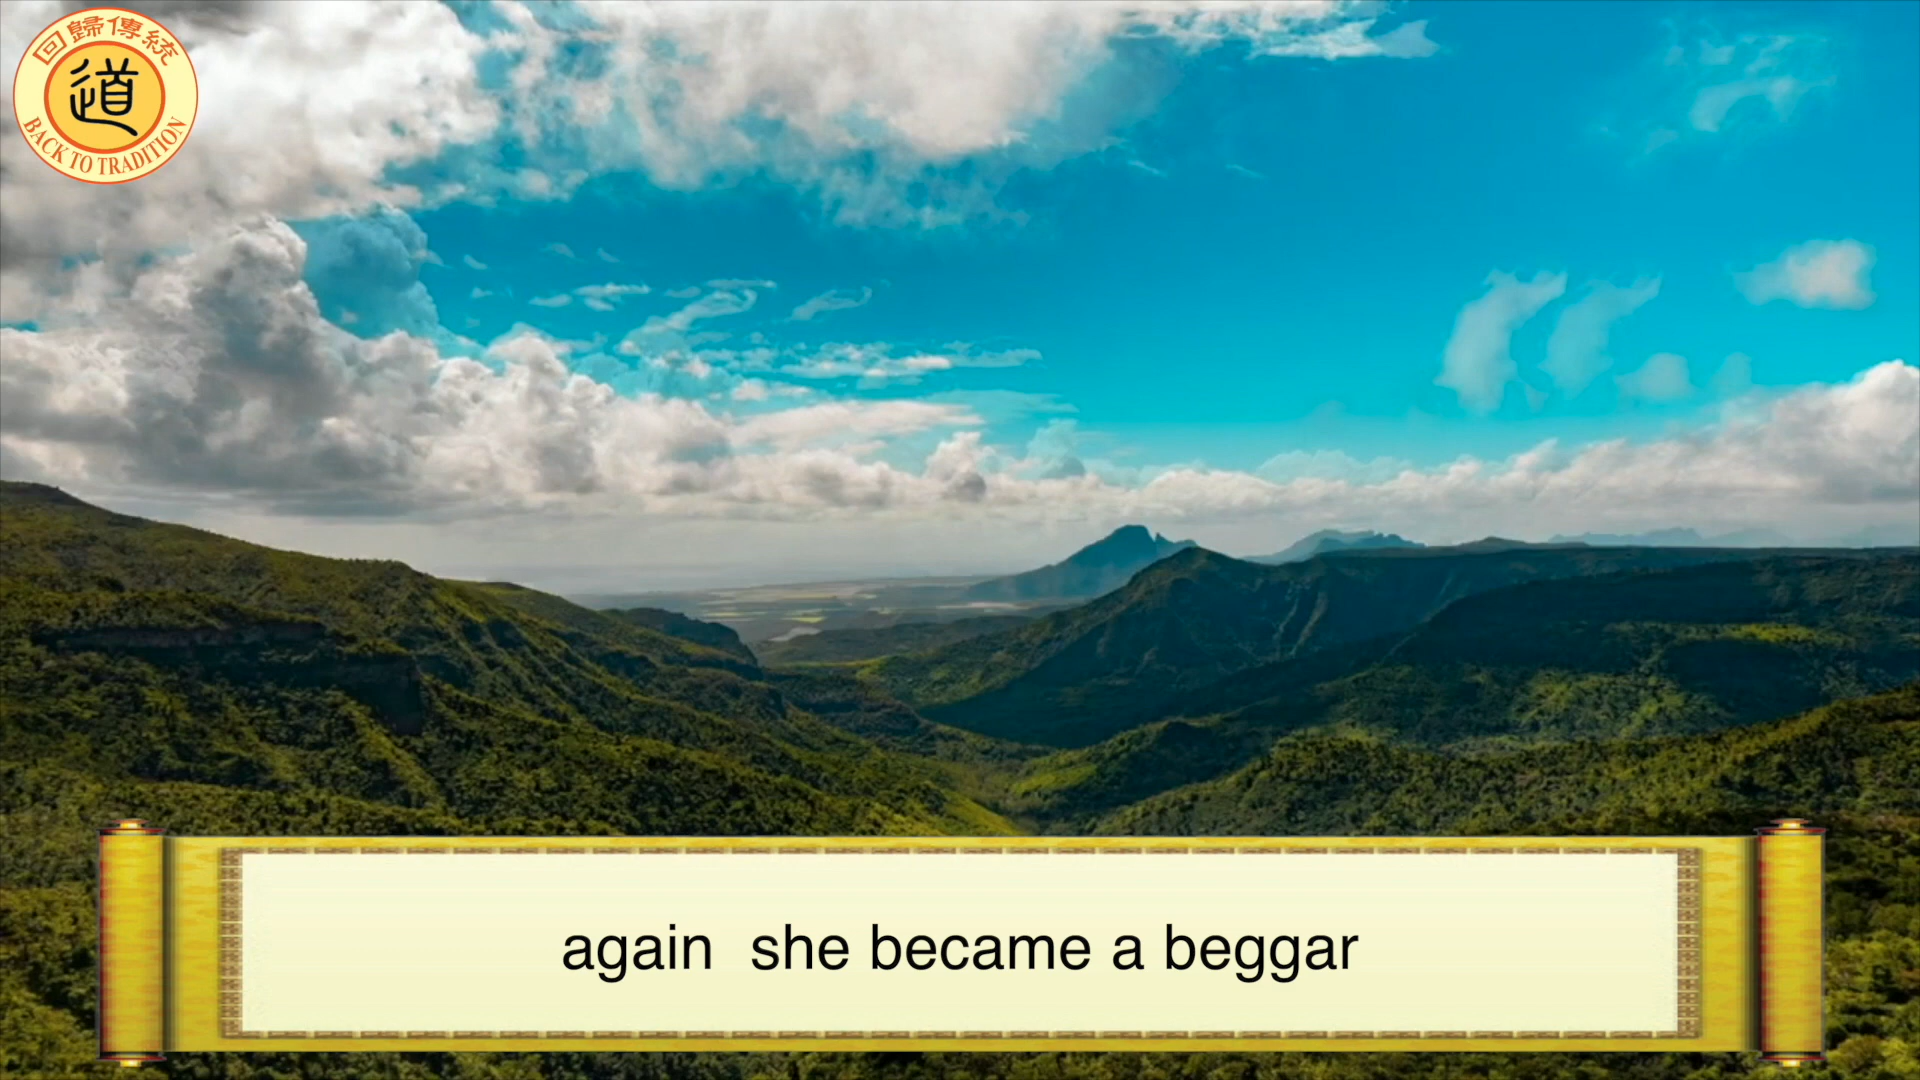 回歸傳統
道
BACK TO TRADITION
again  she became a beggar